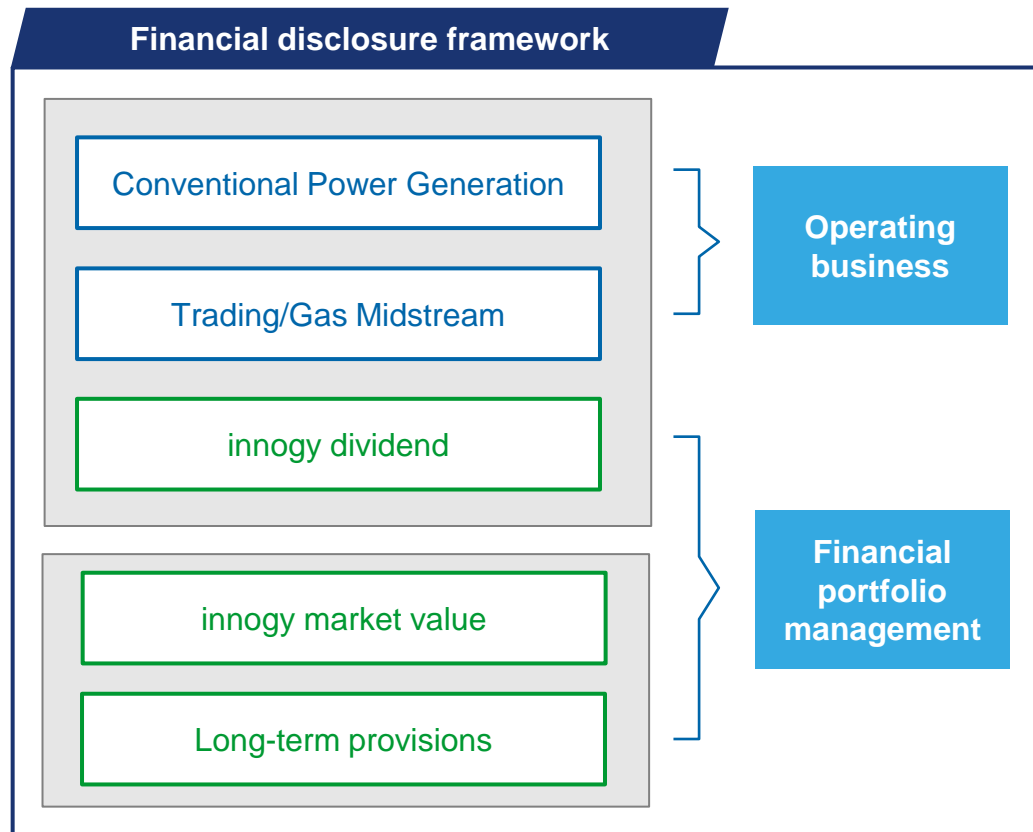 Financial disclosure framework
Conventional Power Generation
Trading/Gas Midstream
innogy dividend
Operating
business
innogy market value
Long-term provisions
Financial
portfolio
management